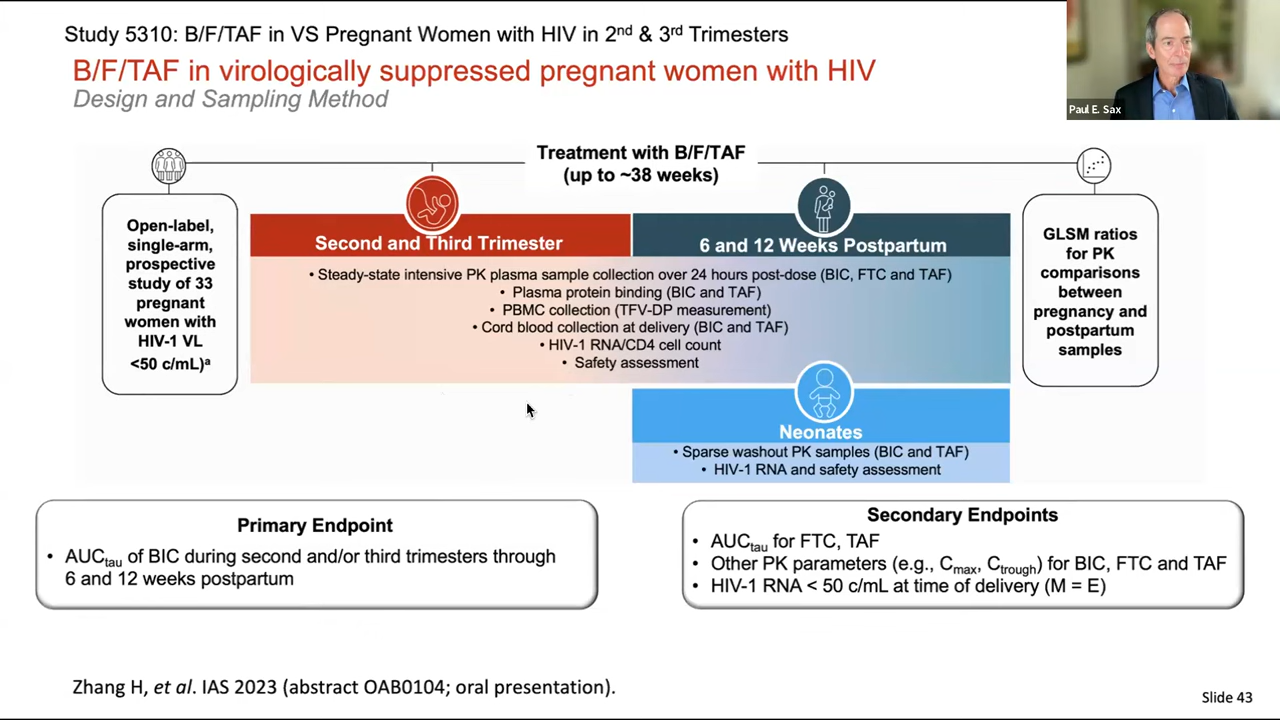 Study 5310: B/F/TAF in VS Pregnant Women with HIV in 2nd & 3rd Trimesters
B/F/TAF in virologically suppressed pregnant women with HIV
Design and Sampling Method
Paul E. Sax
Treatment with B/F/TAF
(up to ~38 weeks)
Open-label,
single-arm,
prospective
study of 33
pregnant
women with
HIV-1 VL
<50 c/mL)a
Second and Third Trimester
6 and 12 Weeks Postpartum
• Steady-state intensive PK plasma sample collection over 24 hours post-dose (BIC, FTC and TAF)
• Plasma protein binding (BIC and TAF)
• PBMC collection (TFV-DP measurement)
• Cord blood collection at delivery (BIC and TAF)
• HIV-1 RNA/CD4 cell count
• Safety assessment
Neonates
• Sparse washout PK samples (BIC and TAF)
• HIV-1 RNA and safety assessment
GLSM ratios
for PK
comparisons
between
pregnancy and
postpartum
samples
Primary Endpoint
• AUCtau of BIC during second and/or third trimesters through
6 and 12 weeks postpartum
Secondary Endpoints
• AUCtau for FTC, TAF
• Other PK parameters (e.g., Cmax, Ctrough) for BIC, FTC and TAF
• HIV-1 RNA < 50 c/mL at time of delivery (M = E)
Zhang H, et al. IAS 2023 (abstract OAB0104; oral presentation).
Slide 43